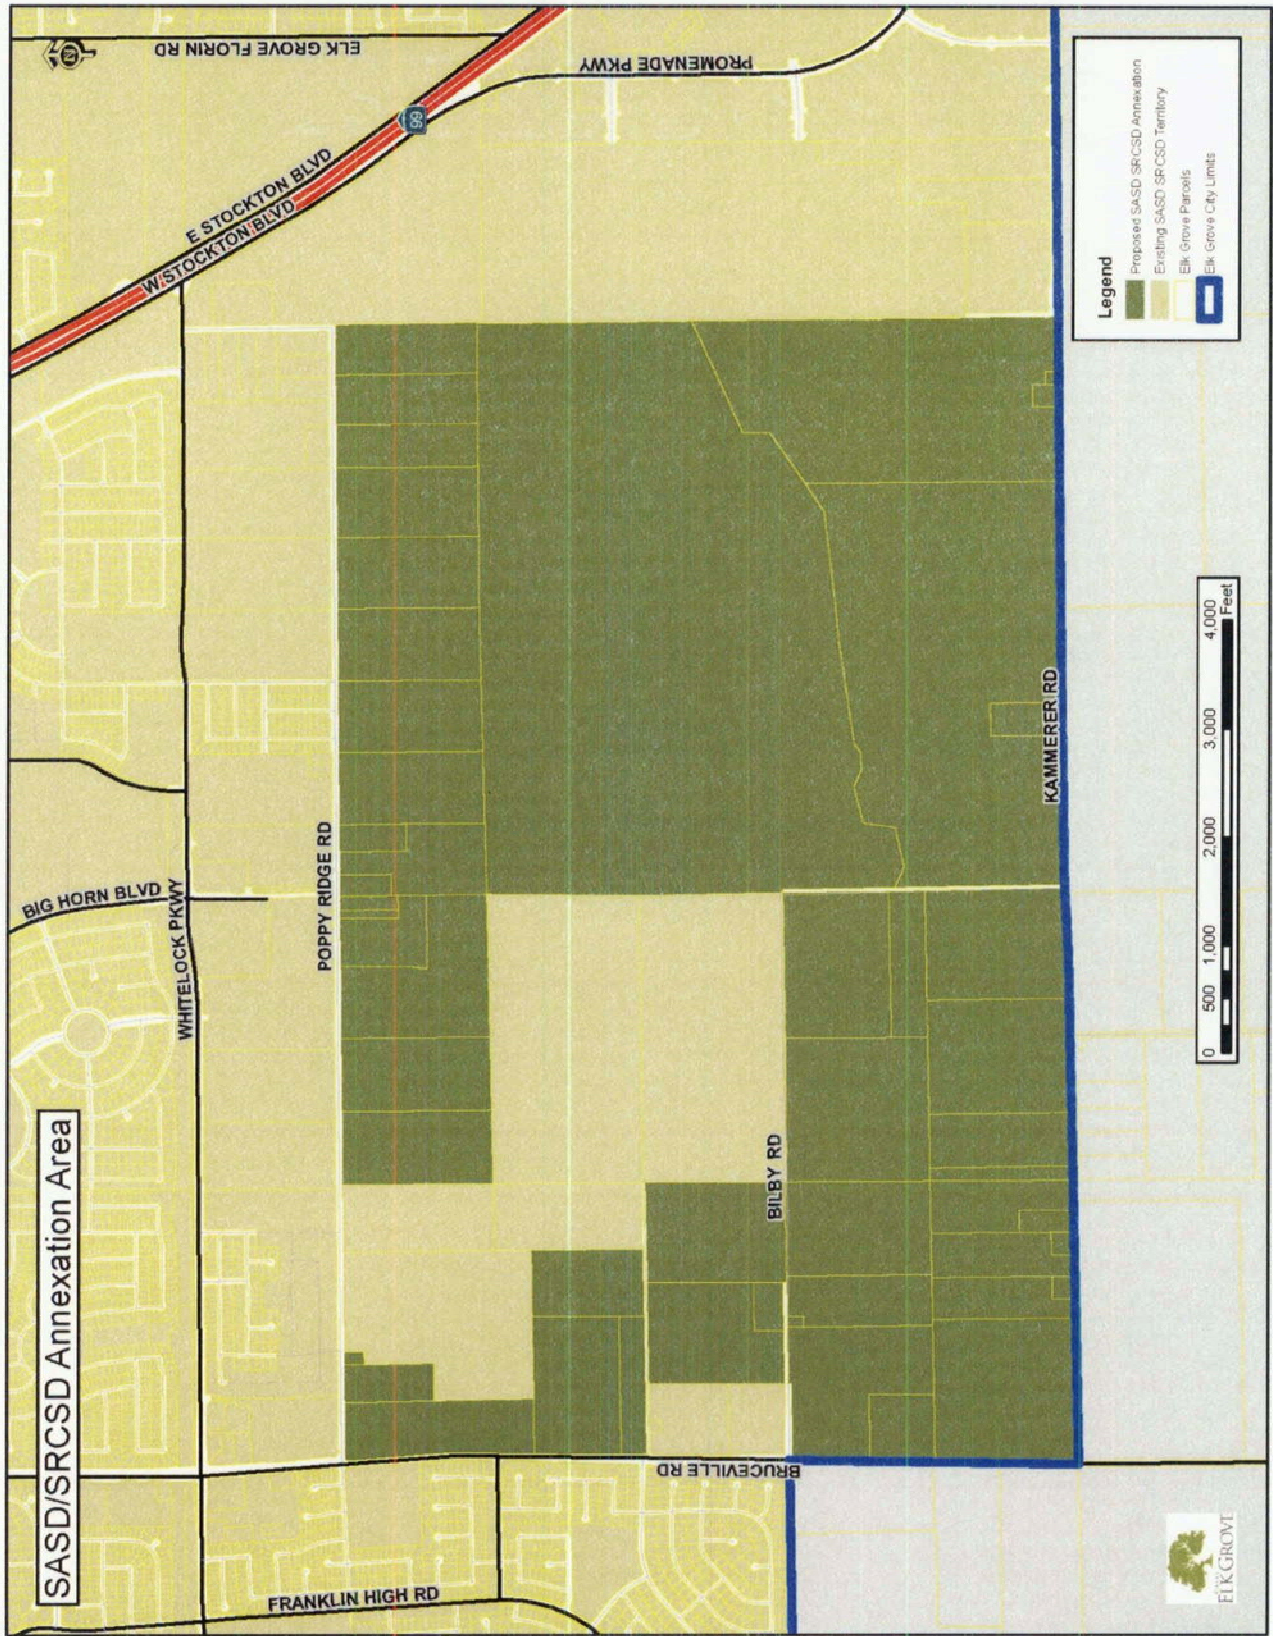 SASD/SRCSD Annexation Area
ELK GROVE FLORIN RD
PROMENADE PKWY
E STOCKTON BLVD
W STOCKTON BLVD
99
BIG HORN BLVD
WHITELOCK PKWY
POPPY RIDGE RD
BILBY RD
KAMMERER RD
BRUCEVILLE RD
FRANKLIN HIGH RD
Legend
Proposed SASD SRCSD Annexation
Existing SASD SRCSD Territory
Elk Grove Parcels
Elk Grove City Limits
0 500 1,000 2,000 3,000 4,000
Feet
ELK GROVE